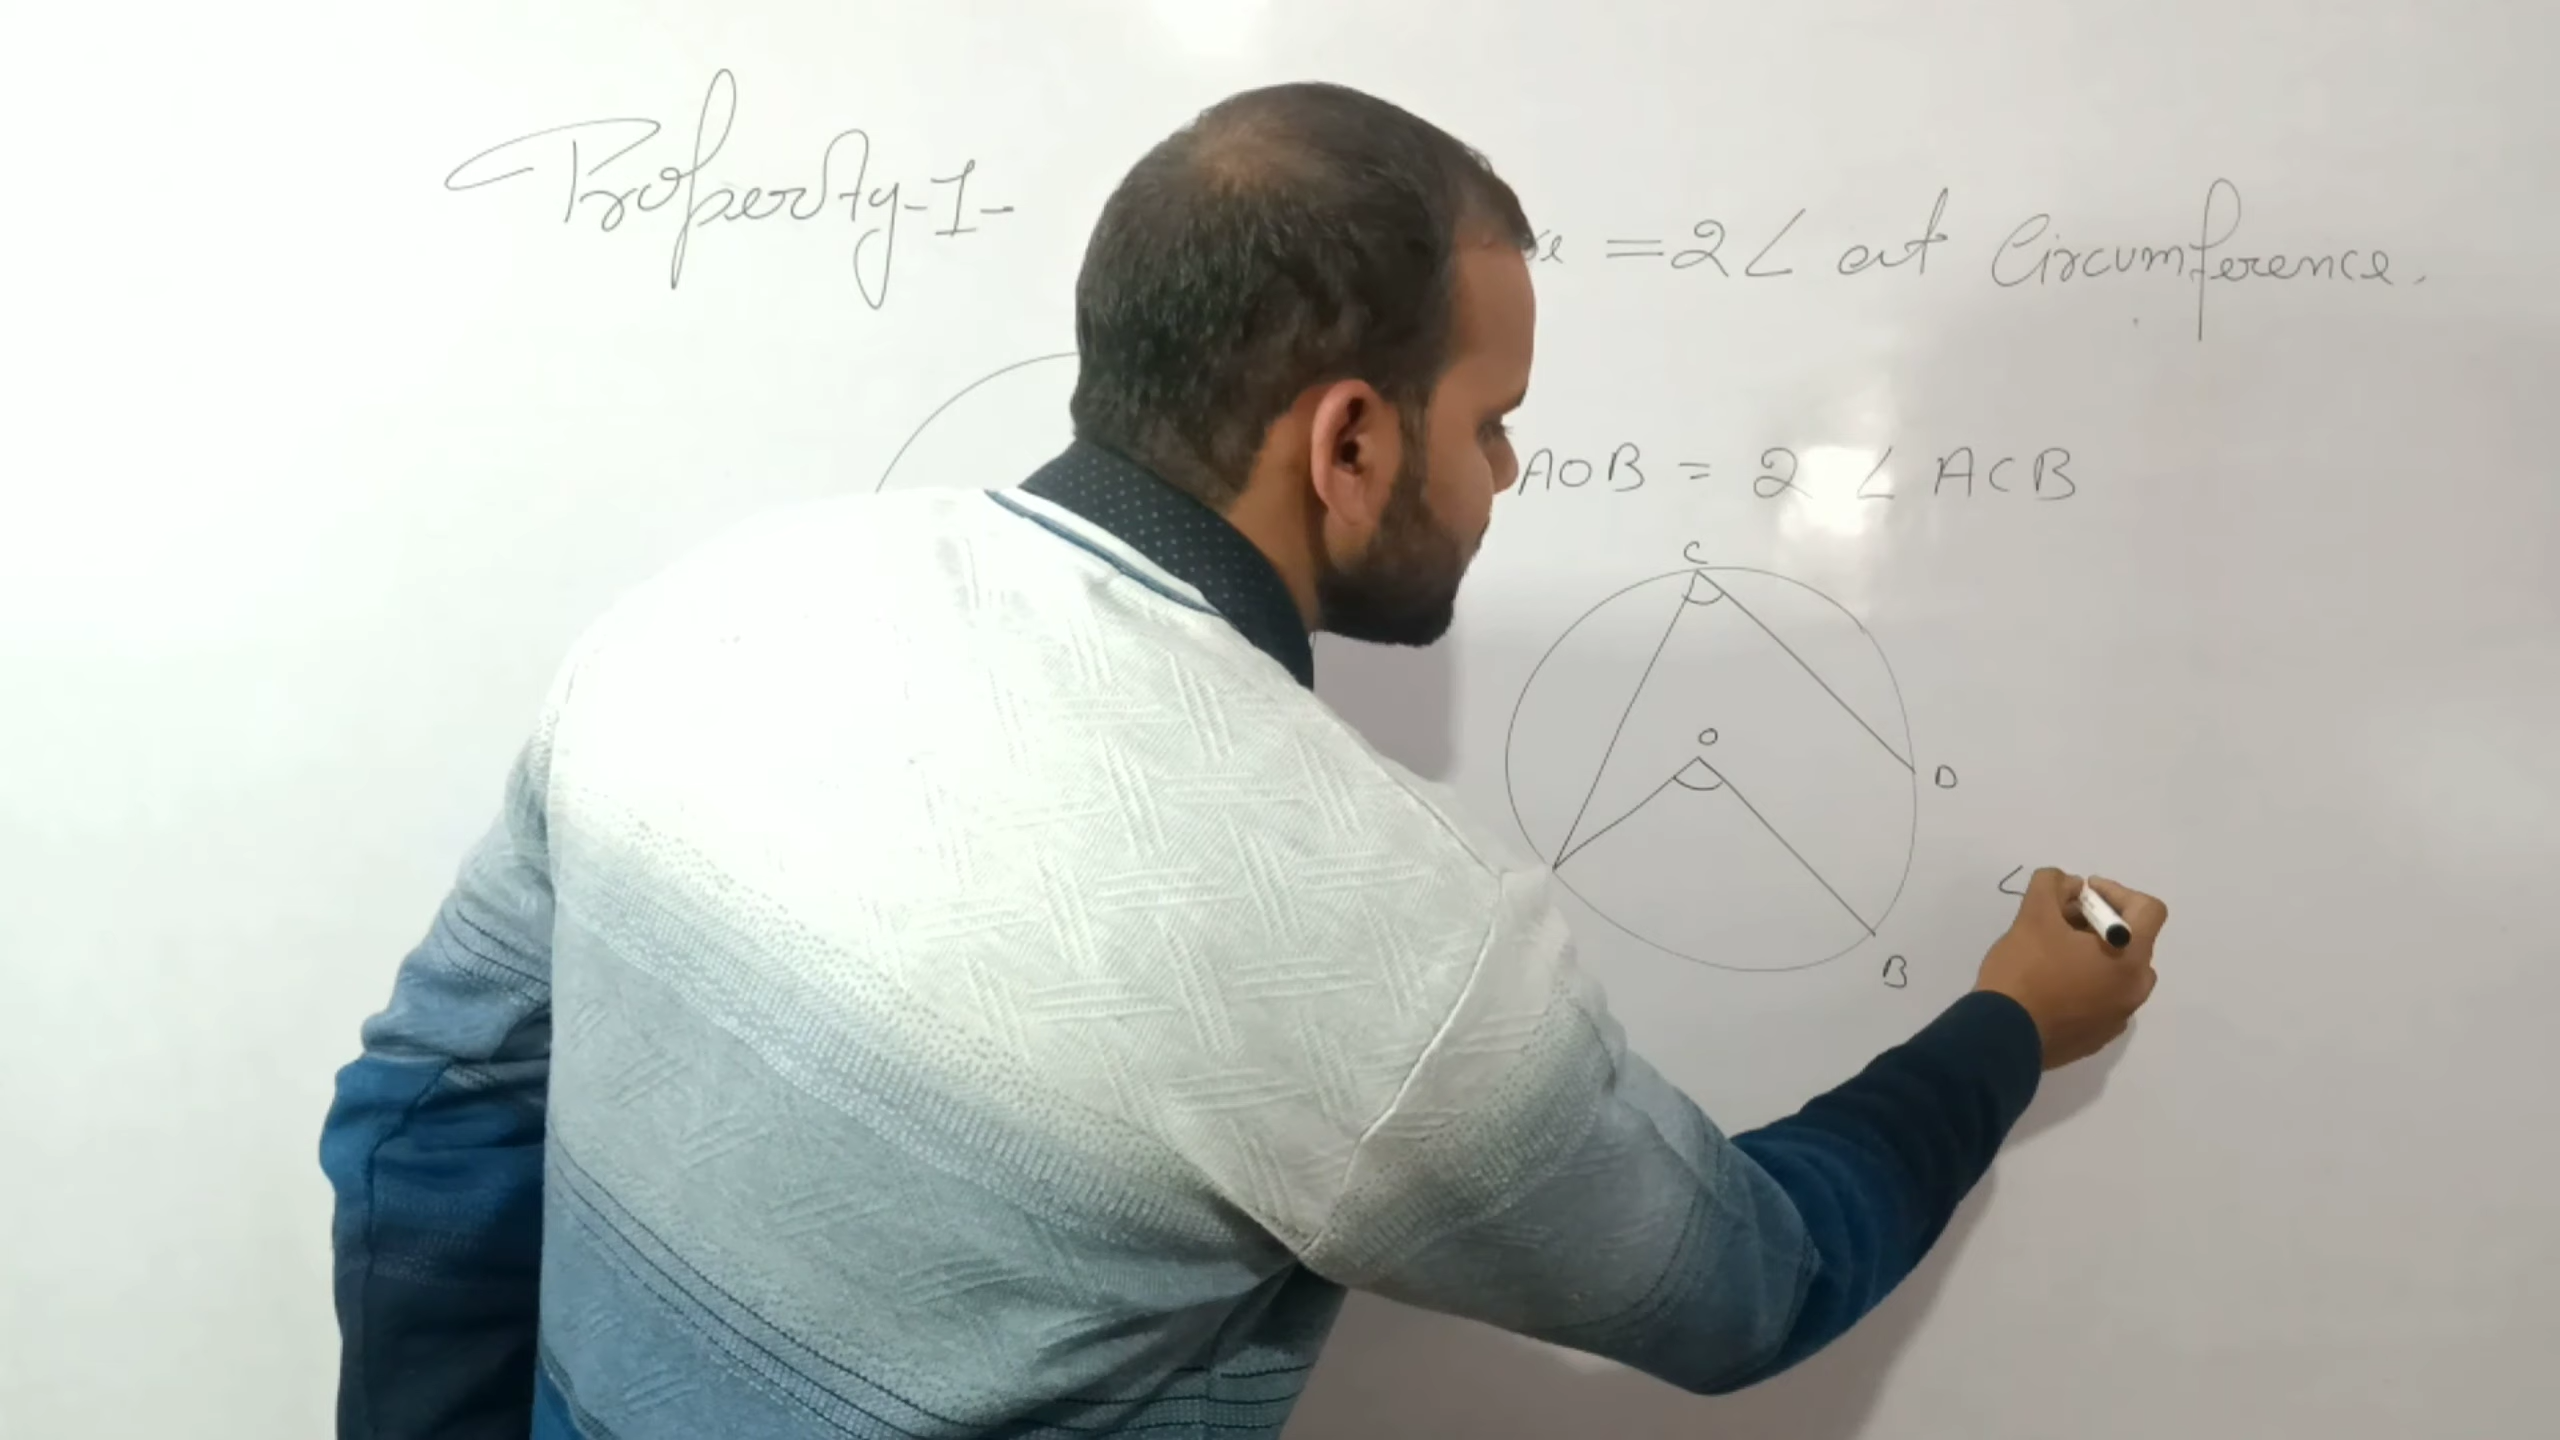 Property-1-
=2∠ at Circumference.
AOB = 2 ∠ ACB
C
O
D
B
∠